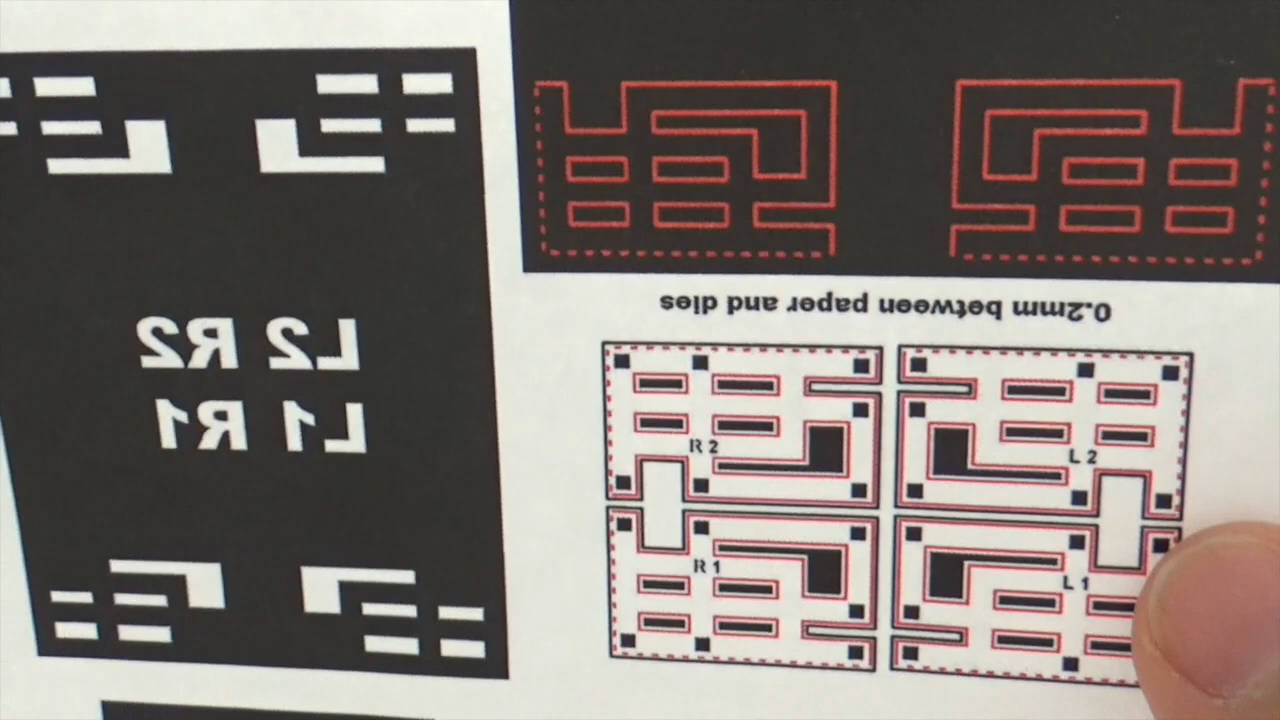 L2 R2
L1 R1
0.2mm between paper and dies
R 2
L 2
R 1
L 1